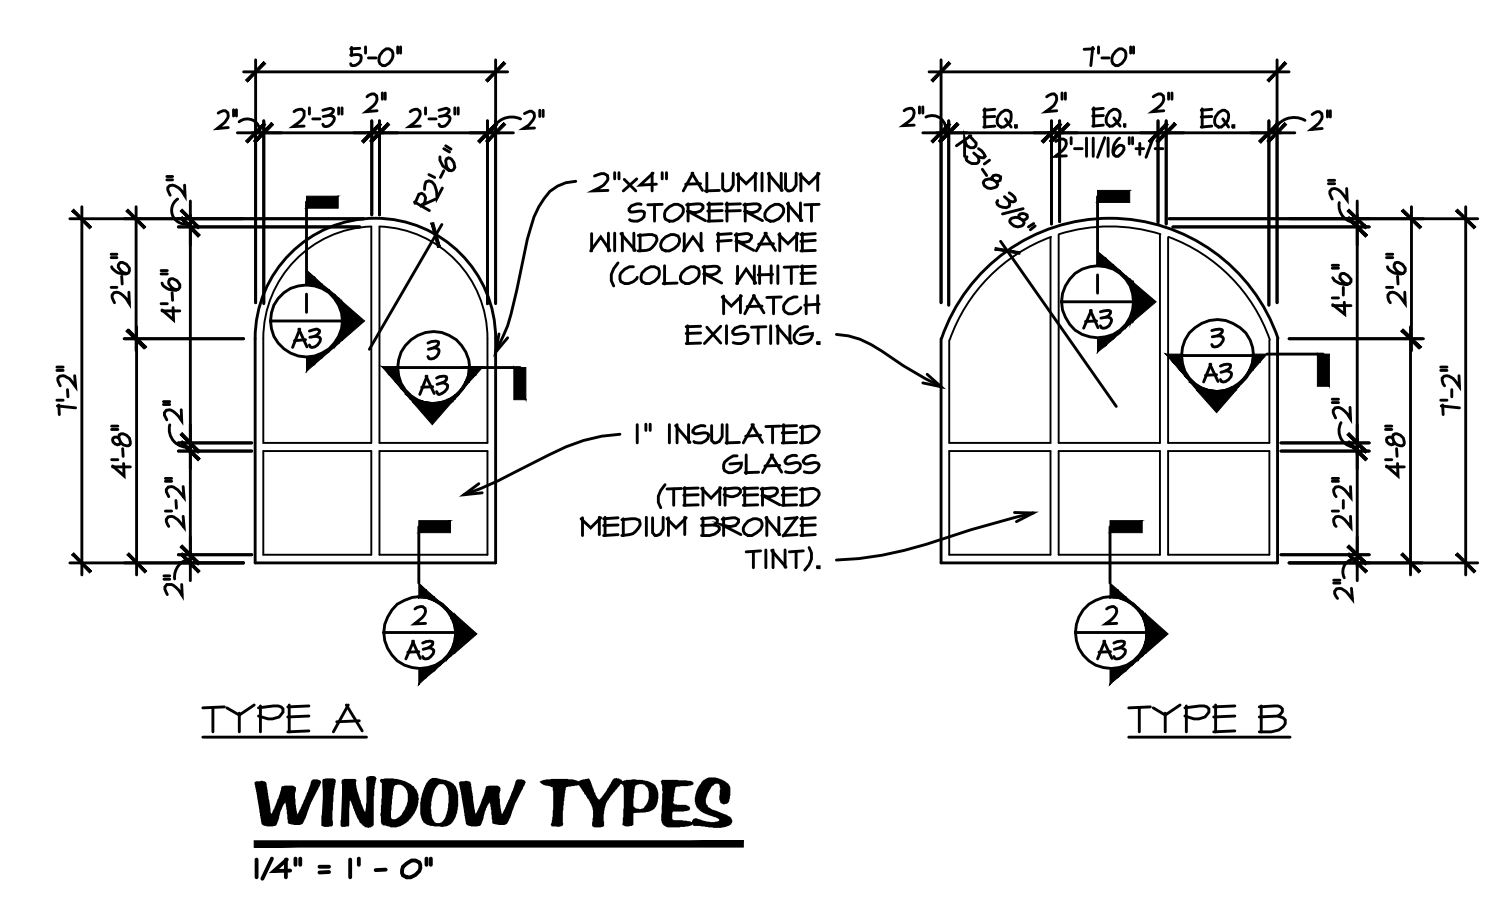 5'-0"
2" 2'-3" 2" 2'-3" 2"
R2'-6"
7'-2"
2'-6"
4'-8"
2"
4'-6"
2"
2'-2"
2"
1
A3
3
A3
2
A3
TYPE A
2"x4" ALUMINUM
STOREFRONT
WINDOW FRAME
(COLOR WHITE
MATCH
EXISTING.
1" INSULATED
GLASS
(TEMPERED
MEDIUM BRONZE
TINT).
7'-0"
2" EQ. 2" EQ. 2" EQ. 2"
2'-11/16"+/-
R3'-8 3/8"
1
A3
3
A3
2
A3
2"
4'-6"
2"
2'-2"
2"
2'-6"
4'-8"
7'-2"
TYPE B
WINDOW TYPES
1/4" = 1' - 0"